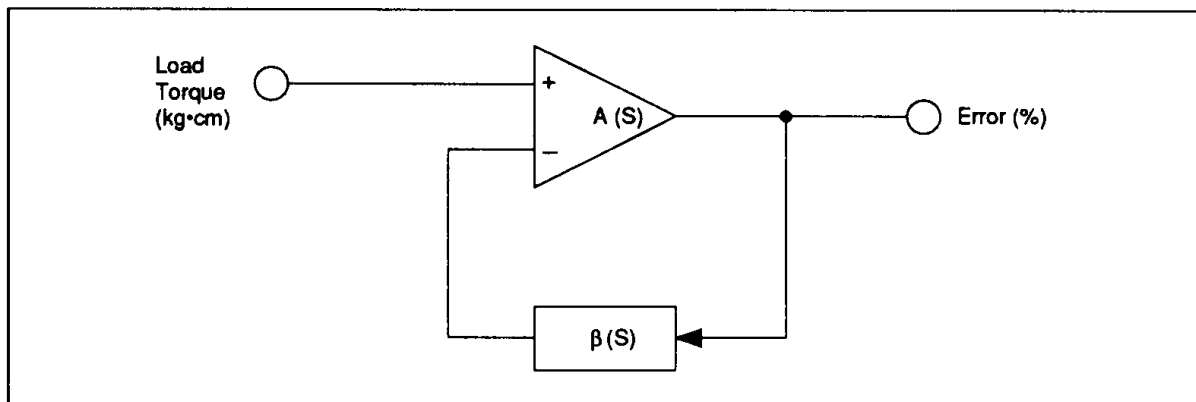 Load
Torque
(kg•cm)
+
A (S)
−
Error (%)
β (S)